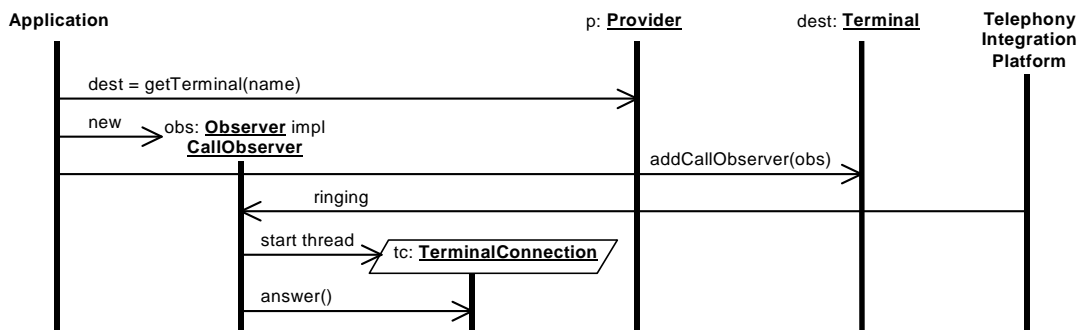 Application
p: Provider
dest: Terminal
Telephony
Integration
Platform
dest = getTerminal(name)
new
obs: Observer impl
CallObserver
addCallObserver(obs)
ringing
start thread
tc: TerminalConnection
answer()